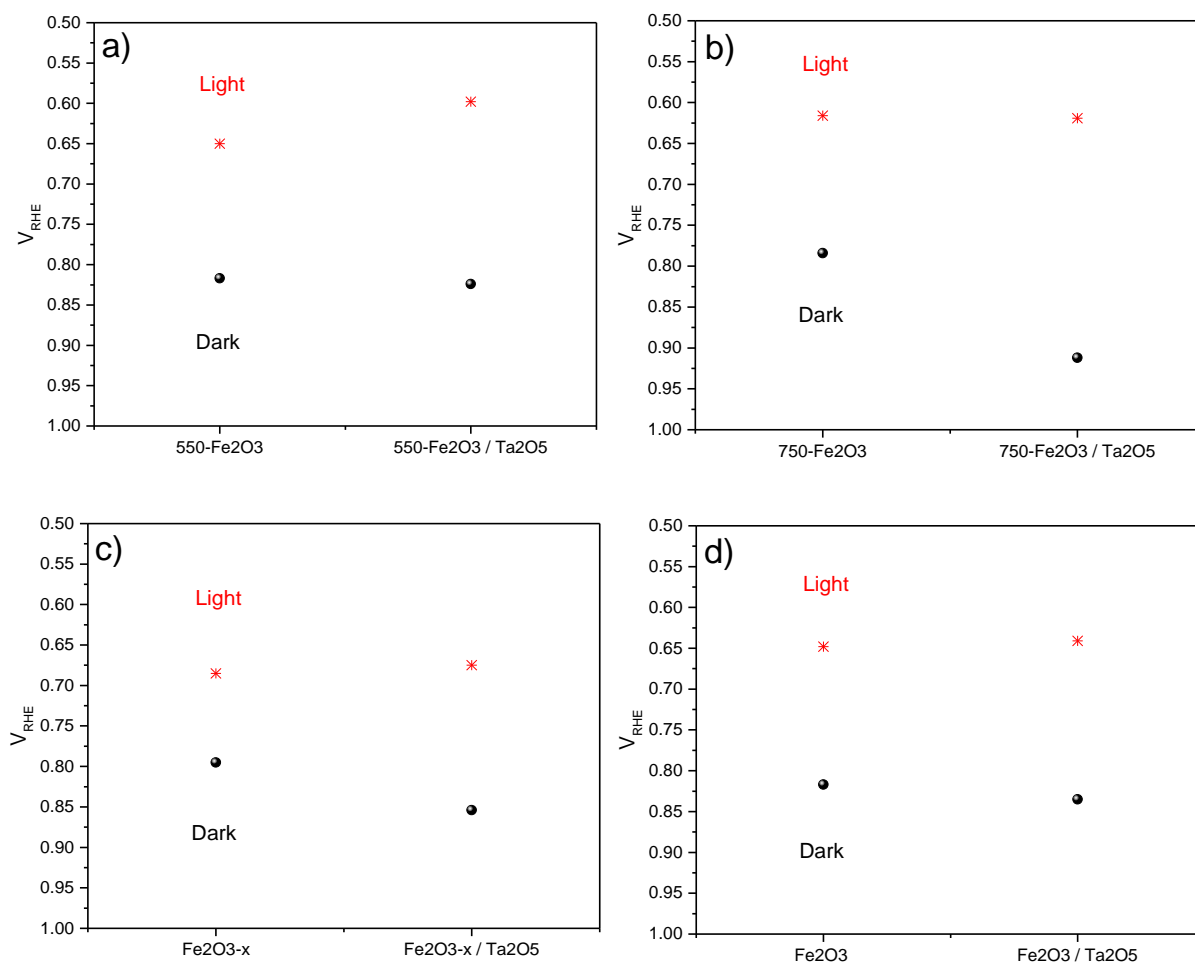 a)
0.50
0.55
0.60
0.65
0.70
0.75
0.80
0.85
0.90
0.95
1.00
V_RHE
Light
Dark
550-Fe2O3
550-Fe2O3 / Ta2O5
b)
0.50
0.55
0.60
0.65
0.70
0.75
0.80
0.85
0.90
0.95
1.00
V_RHE
Light
Dark
750-Fe2O3
750-Fe2O3 / Ta2O5
c)
0.50
0.55
0.60
0.65
0.70
0.75
0.80
0.85
0.90
0.95
1.00
V_RHE
Light
Dark
Fe2O3-x
Fe2O3-x / Ta2O5
d)
0.50
0.55
0.60
0.65
0.70
0.75
0.80
0.85
0.90
0.95
1.00
V_RHE
Light
Dark
Fe2O3
Fe2O3 / Ta2O5